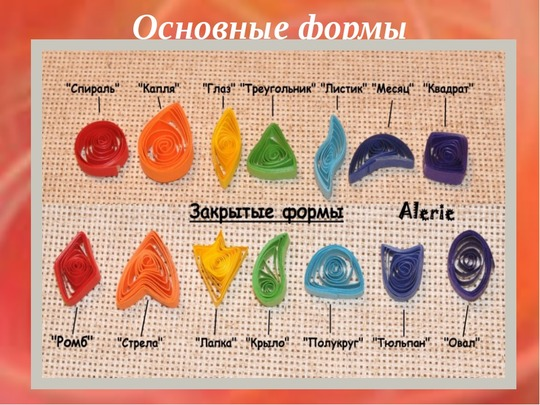 Основные формы
"Спираль" "Капля" "Глаз" "Треугольник" "Листик" "Месяц" "Квадрат"
Закрытые формы Alerie
"Ромб" "Стрела" "Лапка" "Крыло" "Полукруг" "Тюльпан" "Овал"